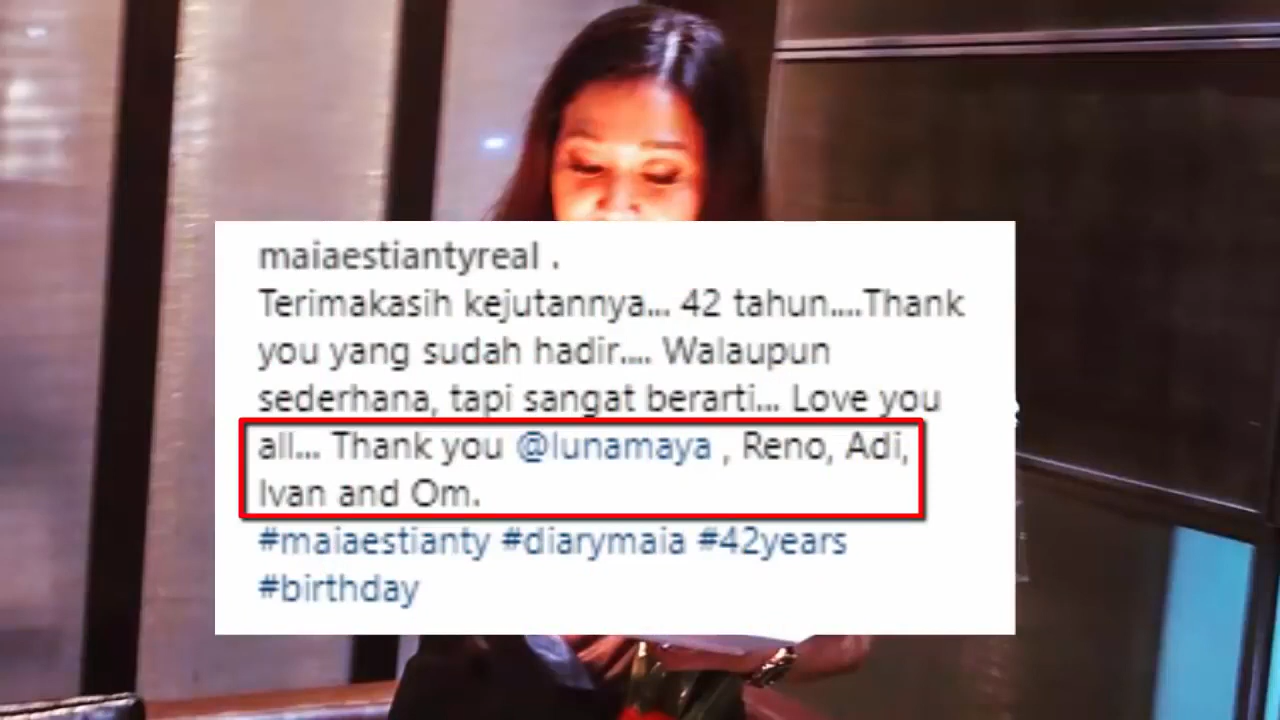 maiaestiantyreal .
Terimakasih kejutannya... 42 tahun....Thank
you yang sudah hadir.... Walaupun
sederhana, tapi sangat berarti... Love you
all... Thank you @lunamaya , Reno, Adi,
Ivan and Om.
#maiaestianty #diarymaia #42years
#birthday